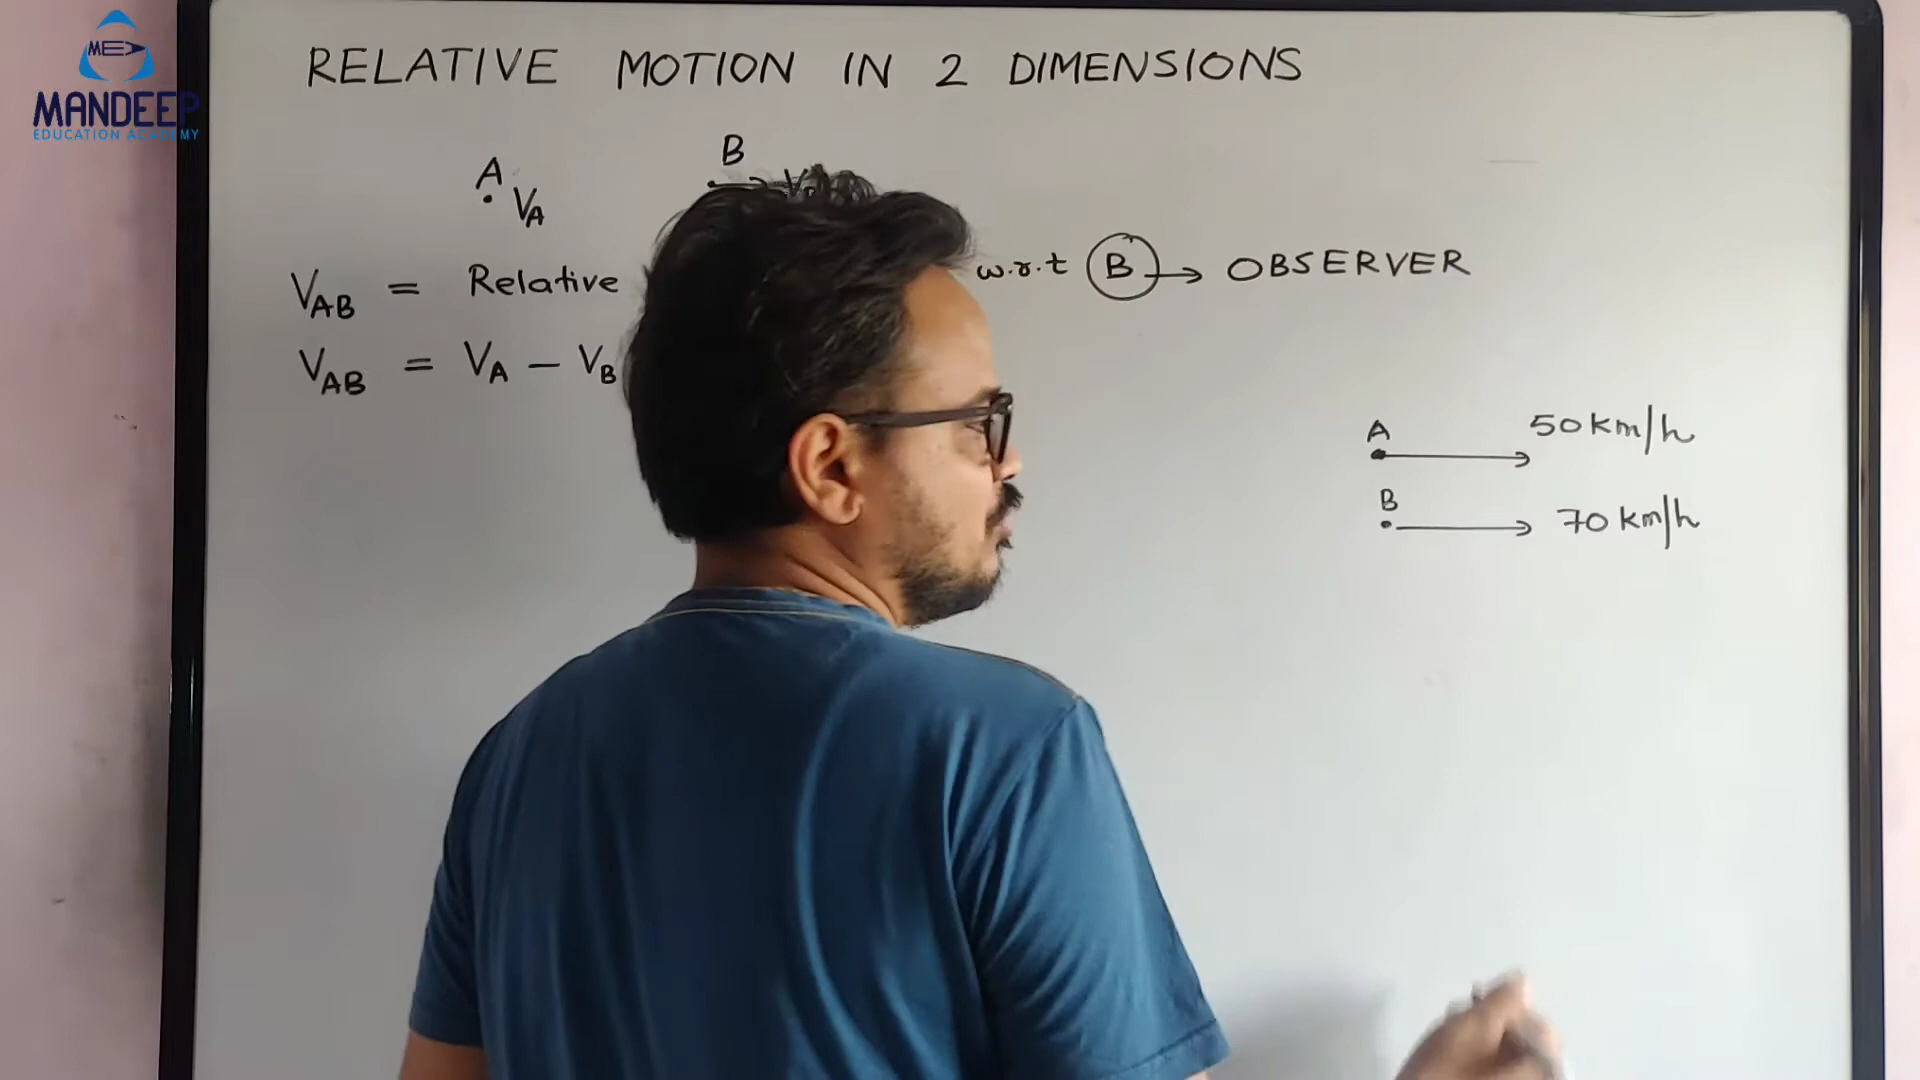 MEA
MANDEEP
EDUCATION ACADEMY
RELATIVE MOTION IN 2 DIMENSIONS
A B
VA
VAB = Relative w.r.t B → OBSERVER
VAB = VA - VB
A 50 km/h
B 70 km/h